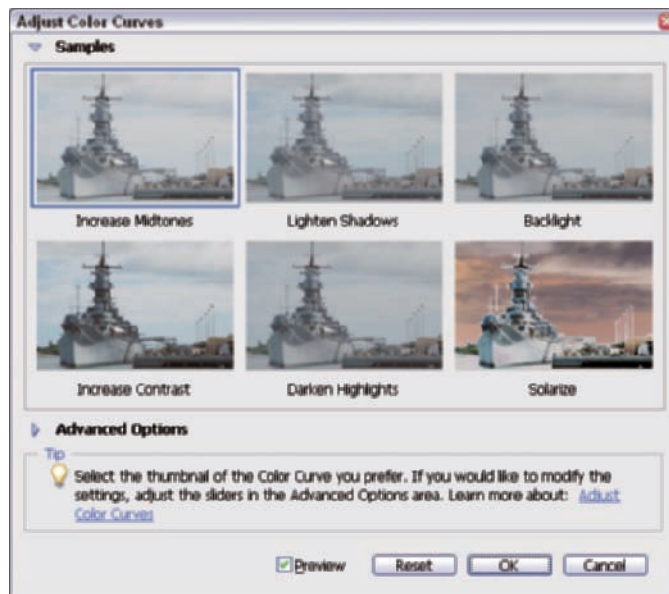 Adjust Color Curves
Samples
Increase Midtones Lighten Shadows Backlight
Increase Contrast Darken Highlights Solarize
Advanced Options
Tip
Select the thumbnail of the Color Curve you prefer. If you would like to modify the
settings, adjust the sliders in the Advanced Options area. Learn more about: Adjust
Color Curves
Preview Reset OK Cancel